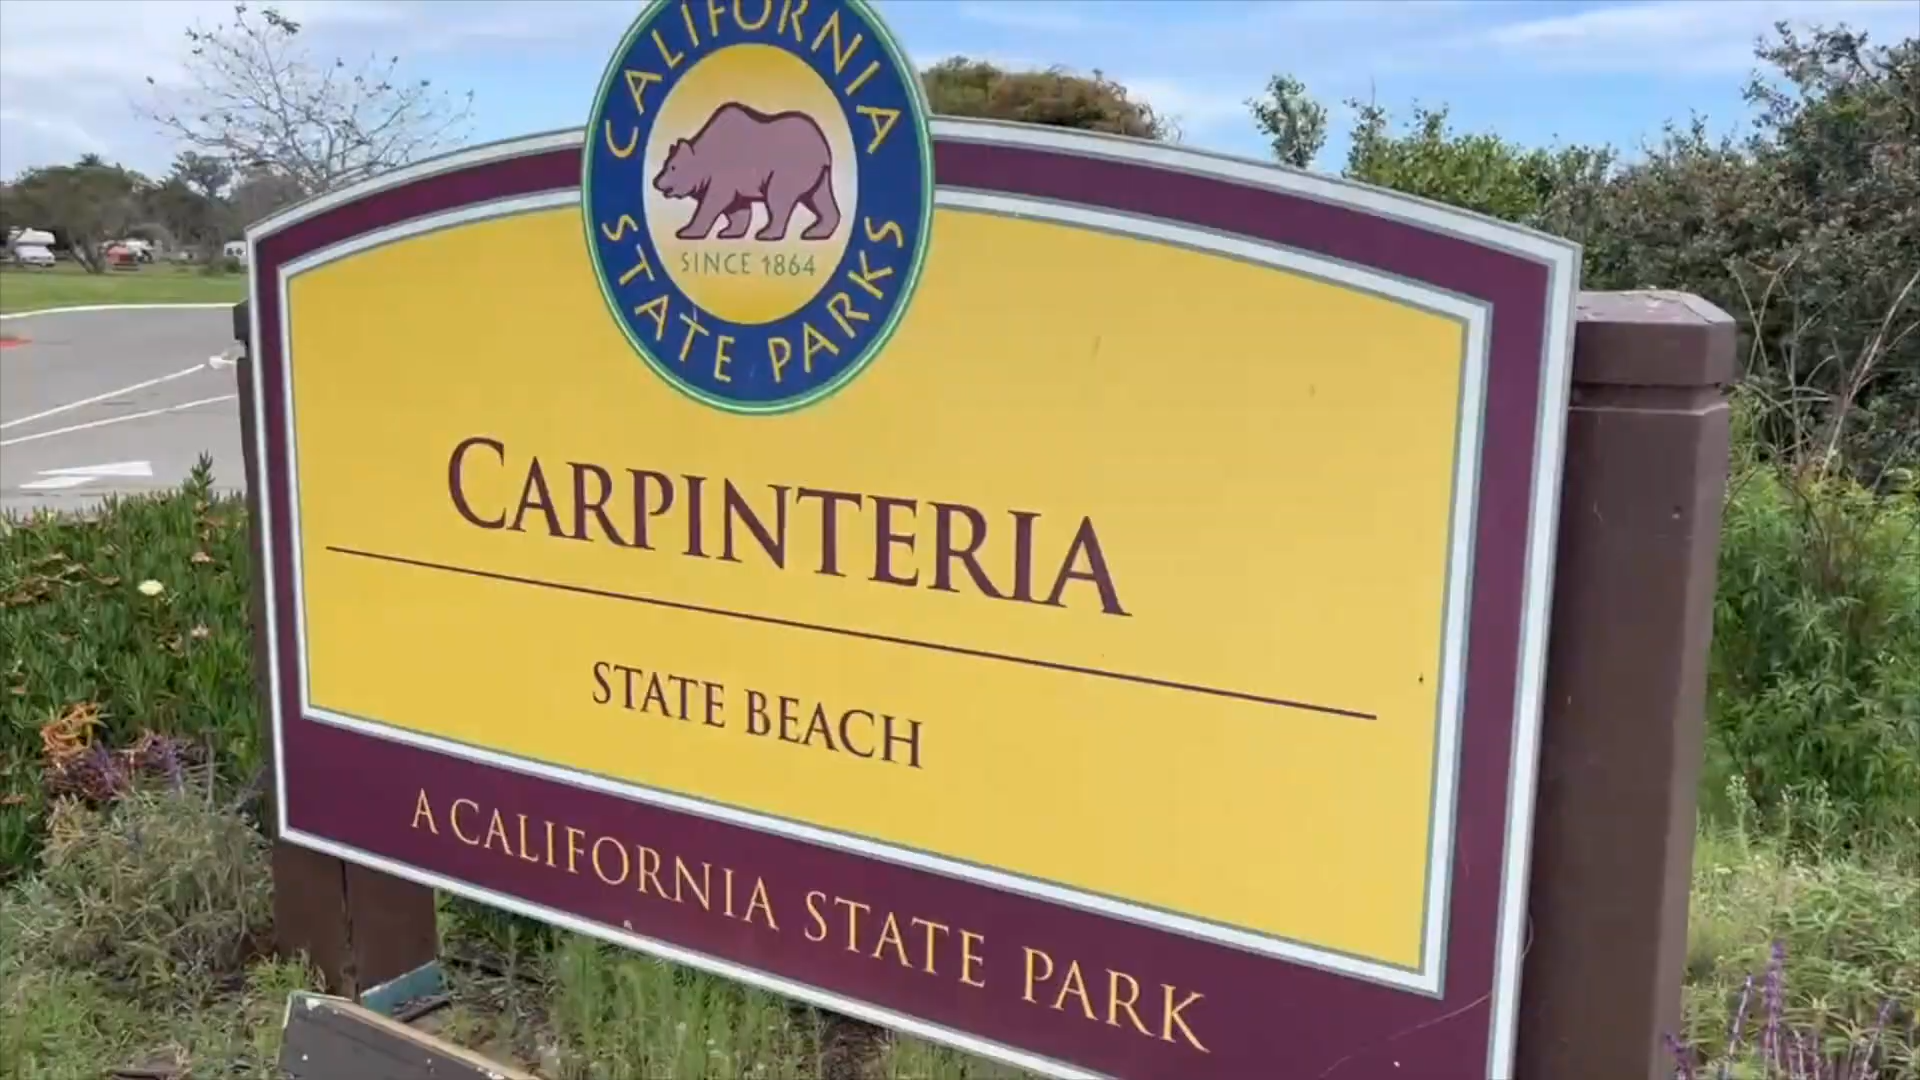 CALIFORNIA
STATE PARKS
SINCE 1864
CARPINTERIA
STATE BEACH
A CALIFORNIA STATE PARK